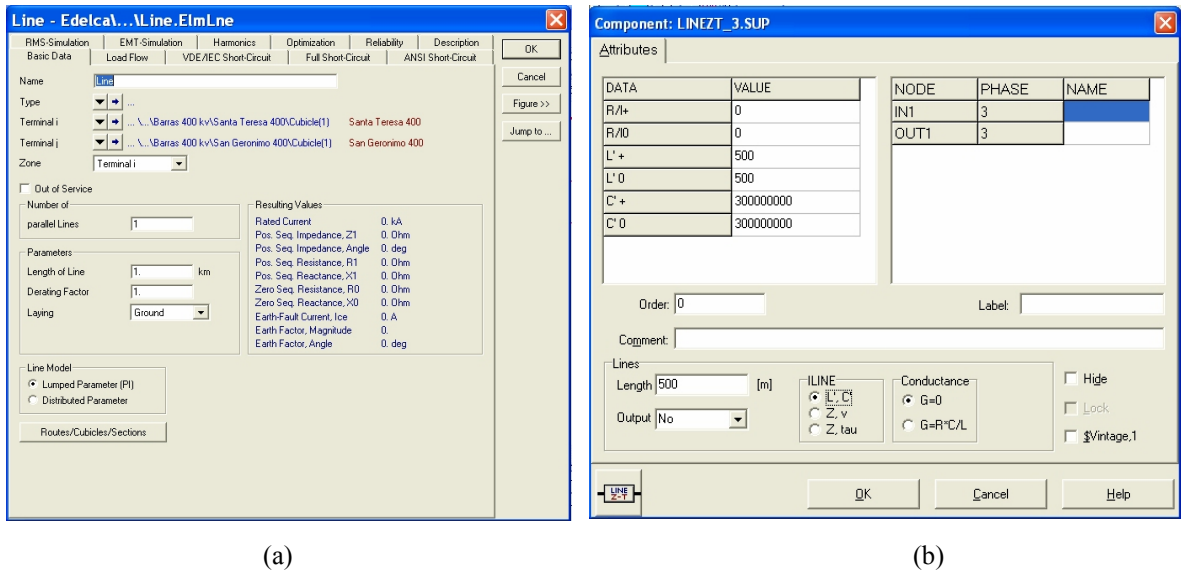 Line - Edelca\...\Line.ElmLne
RMS-Simulation EMT-Simulation Harmonics Optimization Reliability Description
Basic Data Load Flow VDE/IEC Short-Circuit Full Short-Circuit ANSI Short-Circuit
OK
Cancel
Figure >>
Jump to ...
Name Line
Type ...
Terminal i ... \...\Barras 400 kv\Santa Teresa 400\Cubicle(1) Santa Teresa 400
Terminal j ... \...\Barras 400 kv\San Geronimo 400\Cubicle(1) San Geronimo 400
Zone Terminal i
Out of Service
Number of
parallel Lines 1
Parameters
Length of Line 1. km
Derating Factor 1.
Laying Ground
Resulting Values
Rated Current 0. kA
Pos. Seq. Impedance, Z1 0. Ohm
Pos. Seq. Impedance, Angle 0. deg
Pos. Seq. Resistance, R1 0. Ohm
Pos. Seq. Reactance, X1 0. Ohm
Zero Seq. Resistance, R0 0. Ohm
Zero Seq. Reactance, X0 0. Ohm
Earth-Fault Current, Ice 0. A
Earth Factor, Magnitude 0.
Earth Factor, Angle 0. deg
Line Model
Lumped Parameter (PI)
Distributed Parameter
Routes/Cubicles/Sections
(a)
Component: LINEZT_3.SUP
Attributes
DATA VALUE
R/l+ 0
R/l0 0
L'+ 500
L'0 500
C'+ 300000000
C'0 300000000
NODE PHASE NAME
IN1 3
OUT1 3
Order: 0
Label:
Comment:
Lines
Length 500 [m]
Output No
ILINE
L', C'
Z, v
Z, tau
Conductance
G=0
G=R*C/L
Hide
Lock
$Vintage,1
LINE
Z-T
OK
Cancel
Help
(b)